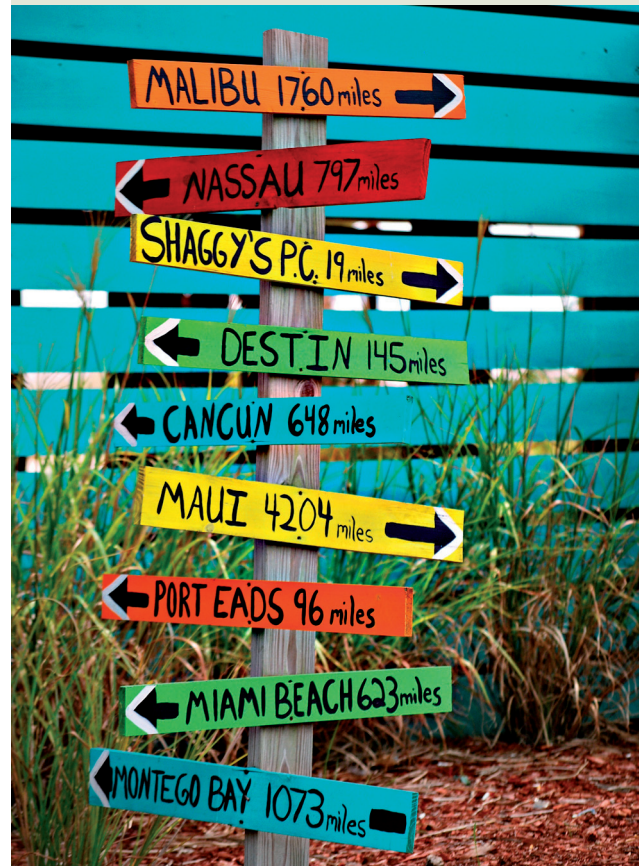 MALIBU 1760 miles
NASSAU 797 miles
SHAGGY'S P.C. 19 miles
DESTIN 145 miles
CANCUN 648 miles
MAUI 4204 miles
PORT EADS 96 miles
MIAMI BEACH 623 miles
MONTEGO BAY 1073 miles